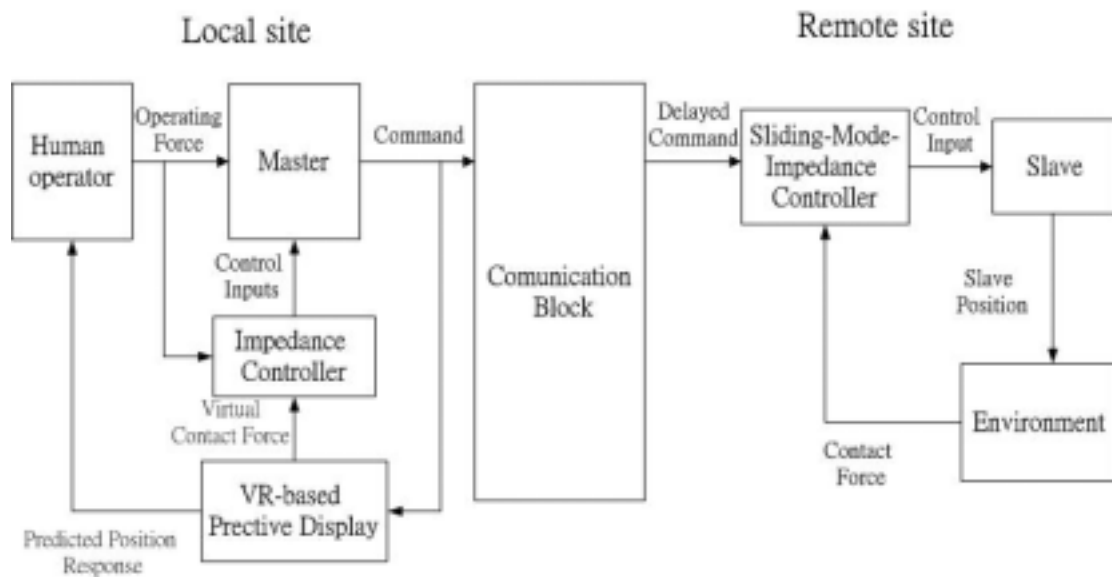 Local site
Remote site
Human
operator
Operating
Force
Master
Command
Comunication
Block
Delayed
Command
Sliding-Mode-
Impedance
Controller
Control
Input
Slave
Control
Inputs
Impedance
Controller
Virtual
Contact Force
VR-based
Prective Display
Predicted Position
Response
Slave
Position
Environment
Contact
Force